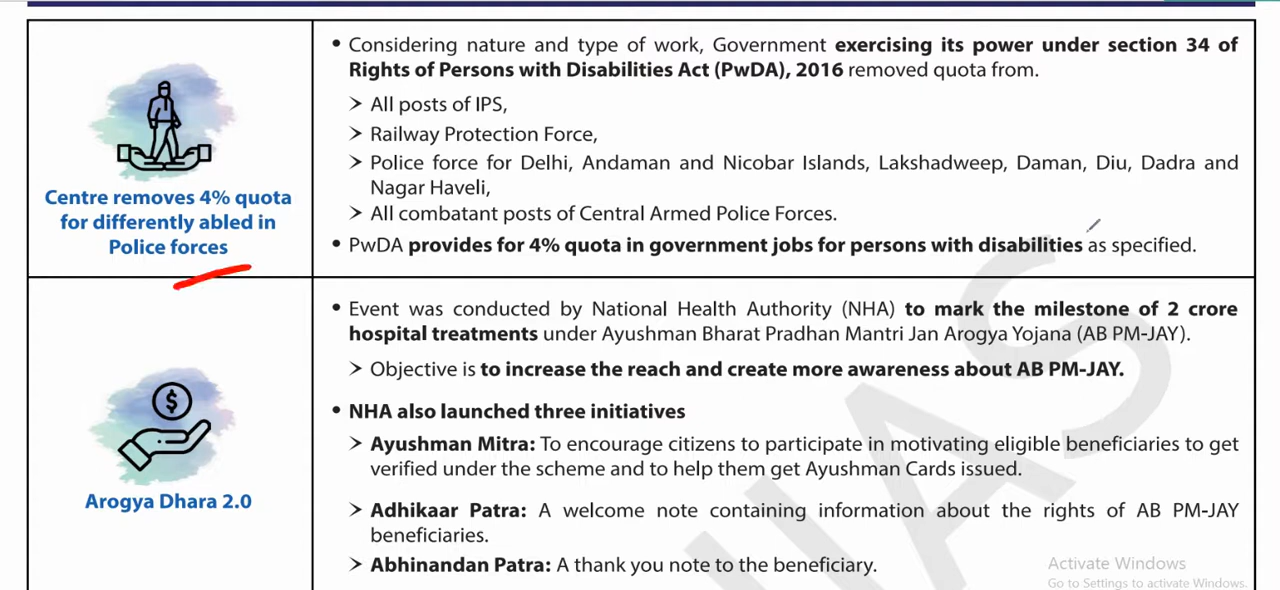 Centre removes 4% quota
for differently abled in
Police forces
• Considering nature and type of work, Government exercising its power under section 34 of
Rights of Persons with Disabilities Act (PwDA), 2016 removed quota from.
➢ All posts of IPS,
➢ Railway Protection Force,
➢ Police force for Delhi, Andaman and Nicobar Islands, Lakshadweep, Daman, Diu, Dadra and
Nagar Haveli,
➢ All combatant posts of Central Armed Police Forces.
• PwDA provides for 4% quota in government jobs for persons with disabilities as specified.
Arogya Dhara 2.0
• Event was conducted by National Health Authority (NHA) to mark the milestone of 2 crore
hospital treatments under Ayushman Bharat Pradhan Mantri Jan Arogya Yojana (AB PM-JAY).
➢ Objective is to increase the reach and create more awareness about AB PM-JAY.
• NHA also launched three initiatives
➢ Ayushman Mitra: To encourage citizens to participate in motivating eligible beneficiaries to get
verified under the scheme and to help them get Ayushman Cards issued.
➢ Adhikaar Patra: A welcome note containing information about the rights of AB PM-JAY
beneficiaries.
➢ Abhinandan Patra: A thank you note to the beneficiary.
Activate Windows
Go to Settings to activate Windows.